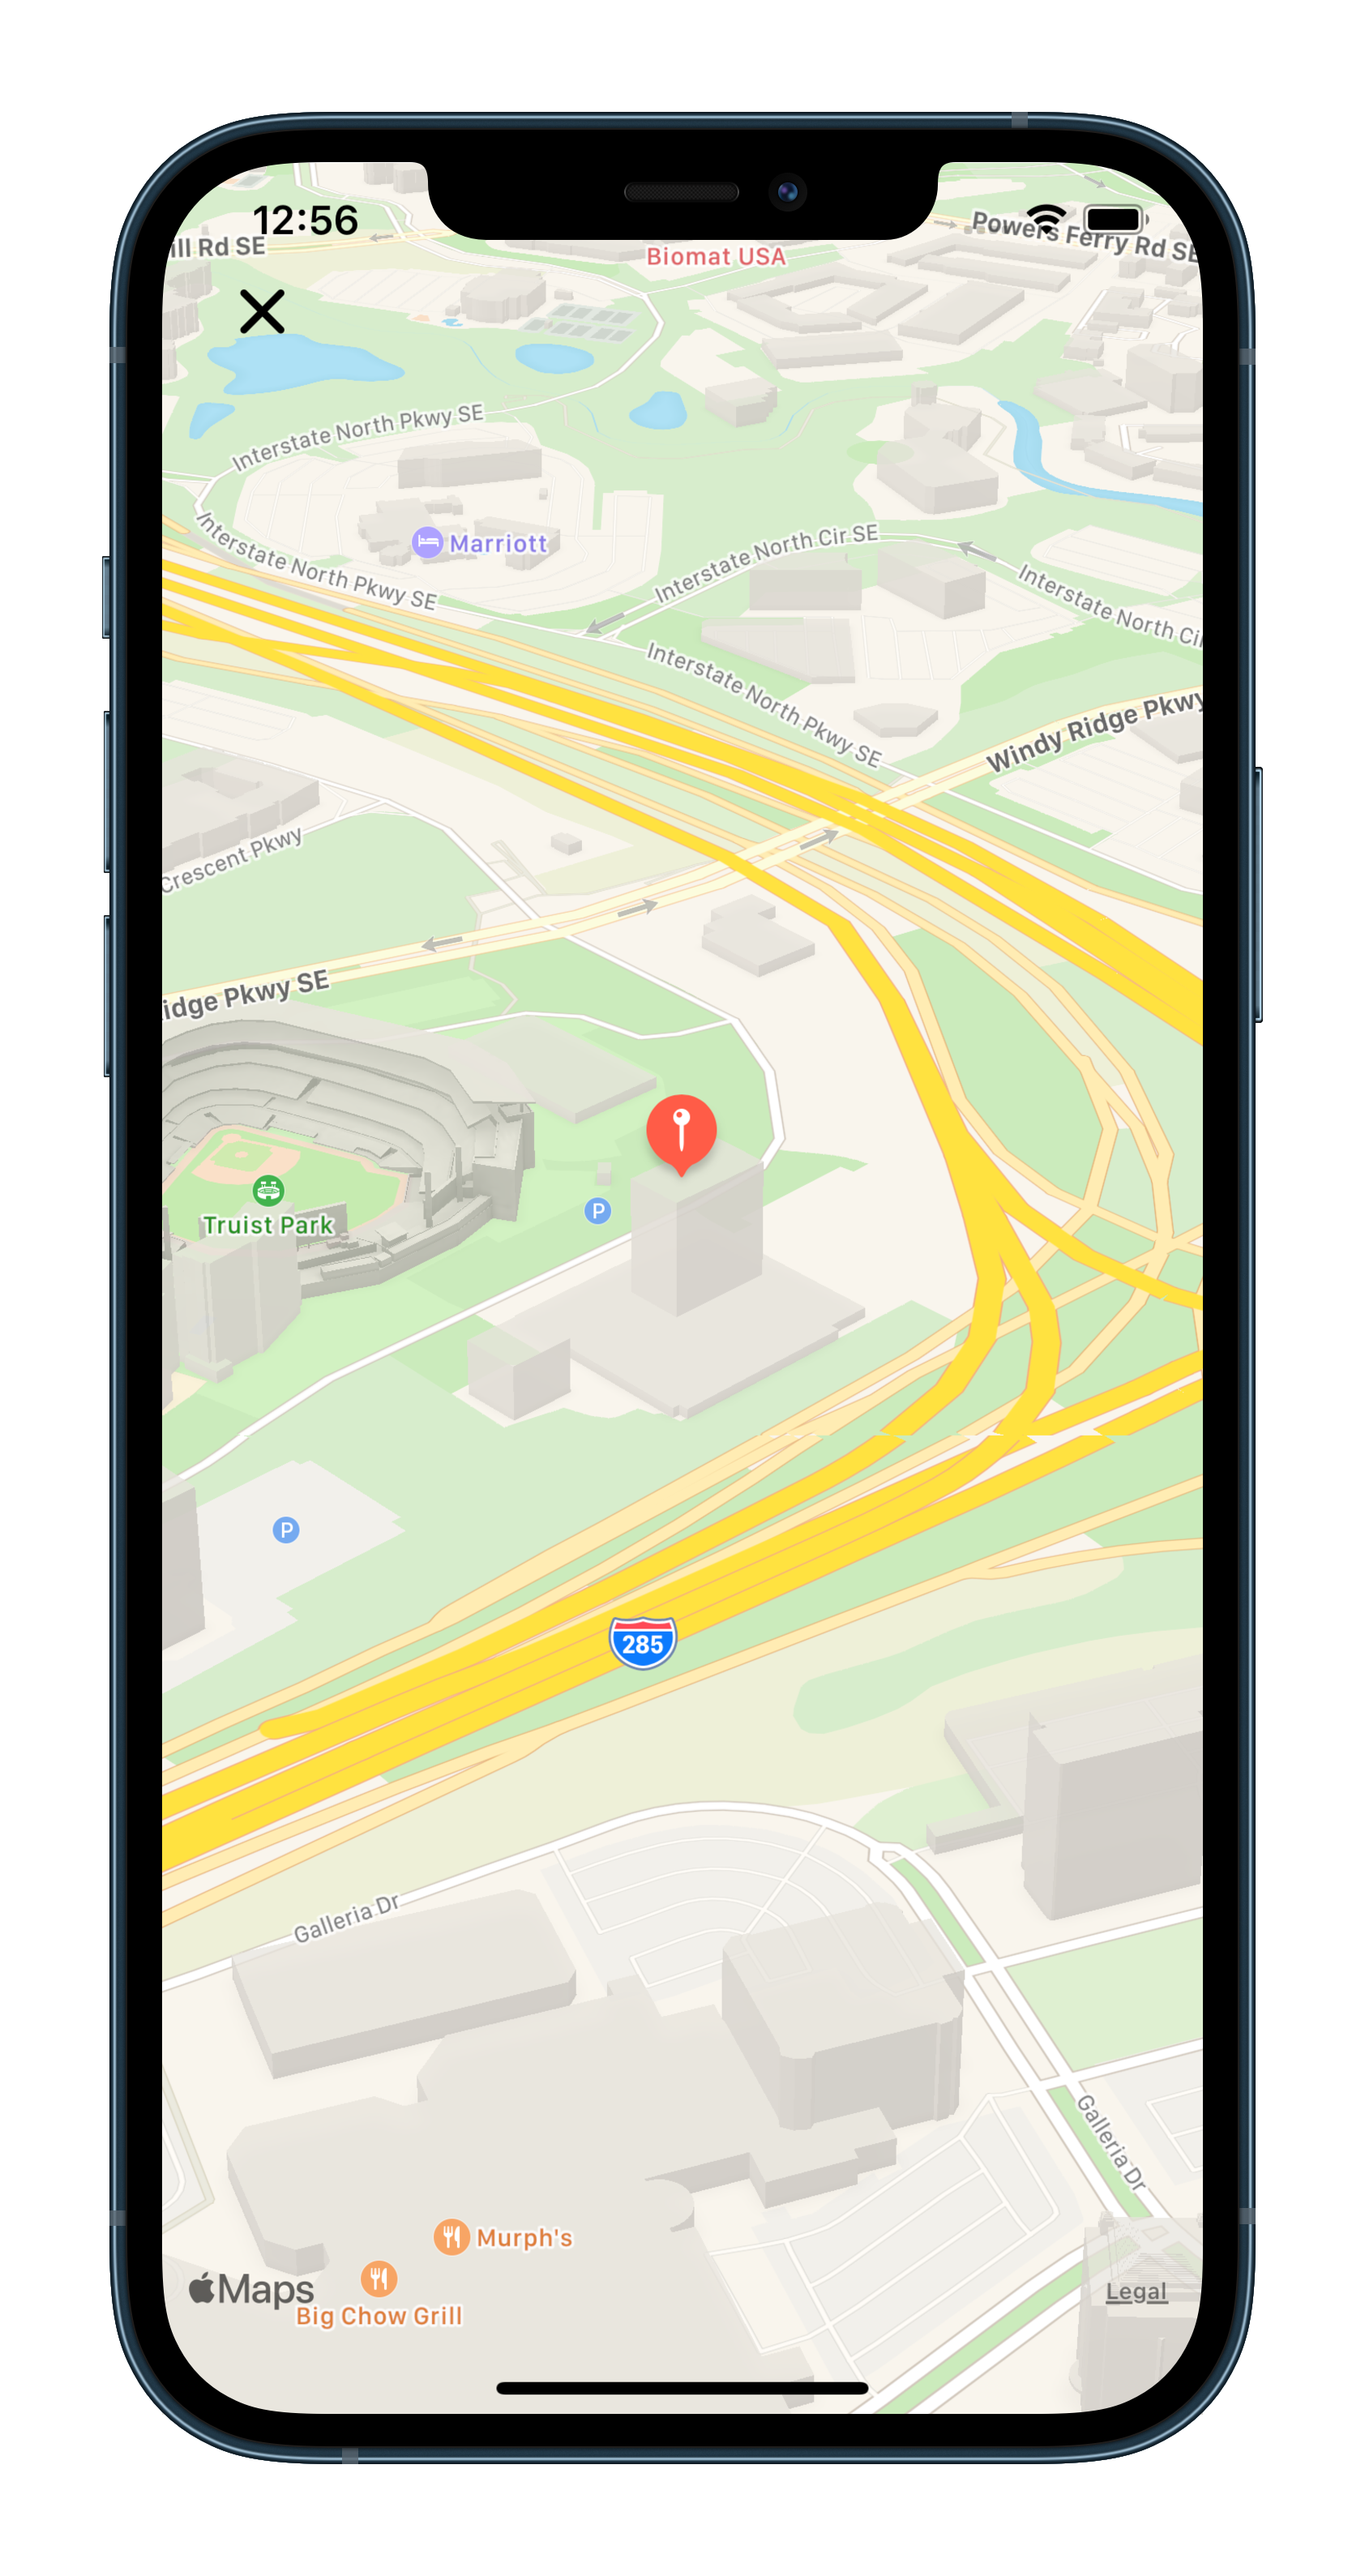 12:56
Powers Ferry Rd SE
ill Rd SE
Biomat USA
Interstate North Pkwy SE
Interstate North Pkwy SE
Marriott
Interstate North Cir SE
Interstate North Cir
Interstate North Pkwy SE
Windy Ridge Pkwy
Crescent Pkwy
idge Pkwy SE
P
Truist Park
P
285
Galleria Dr
Galleria Dr
Murph's
Maps
Big Chow Grill
Legal